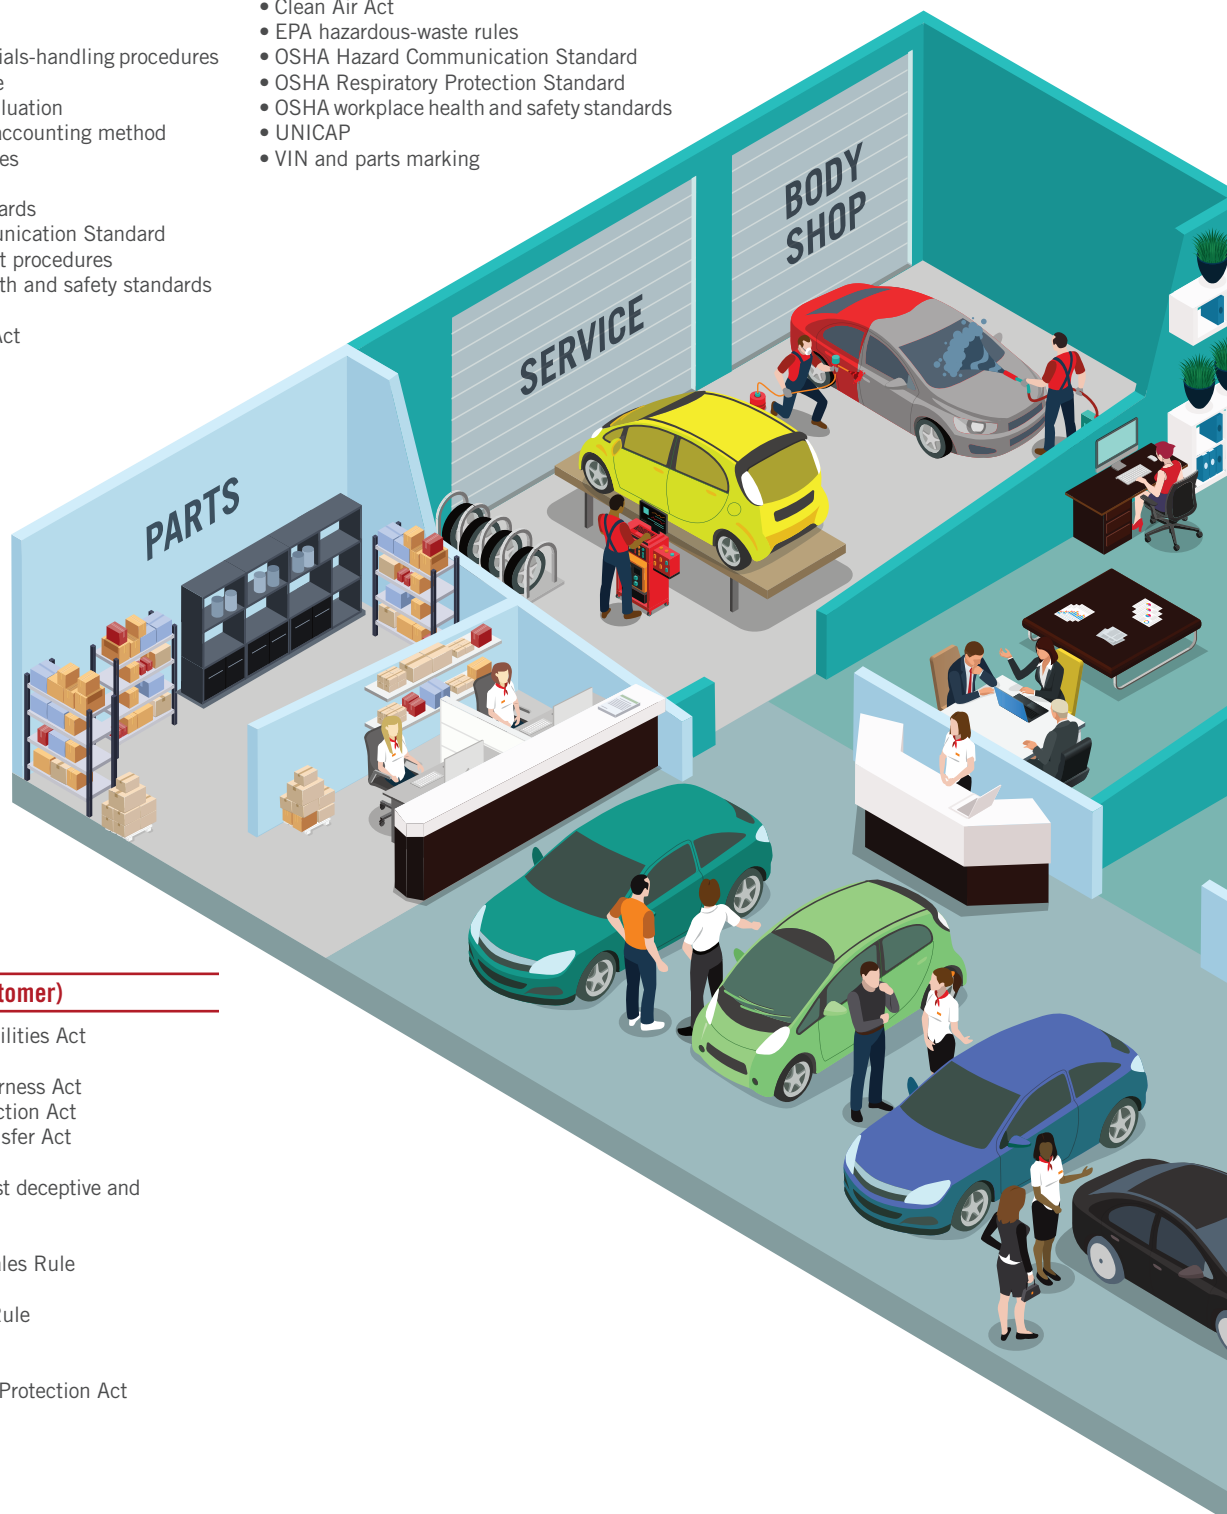 ials-handling procedures
e
luation
accounting method
es
ards
unication Standard
t procedures
th and safety standards
Act
• Clean Air Act
• EPA hazardous-waste rules
• OSHA Hazard Communication Standard
• OSHA Respiratory Protection Standard
• OSHA workplace health and safety standards
• UNICAP
• VIN and parts marking
BODY
SHOP
SERVICE
PARTS
tomer)
ilities Act
rness Act
ction Act
sfer Act
st deceptive and
ales Rule
Rule
Protection Act